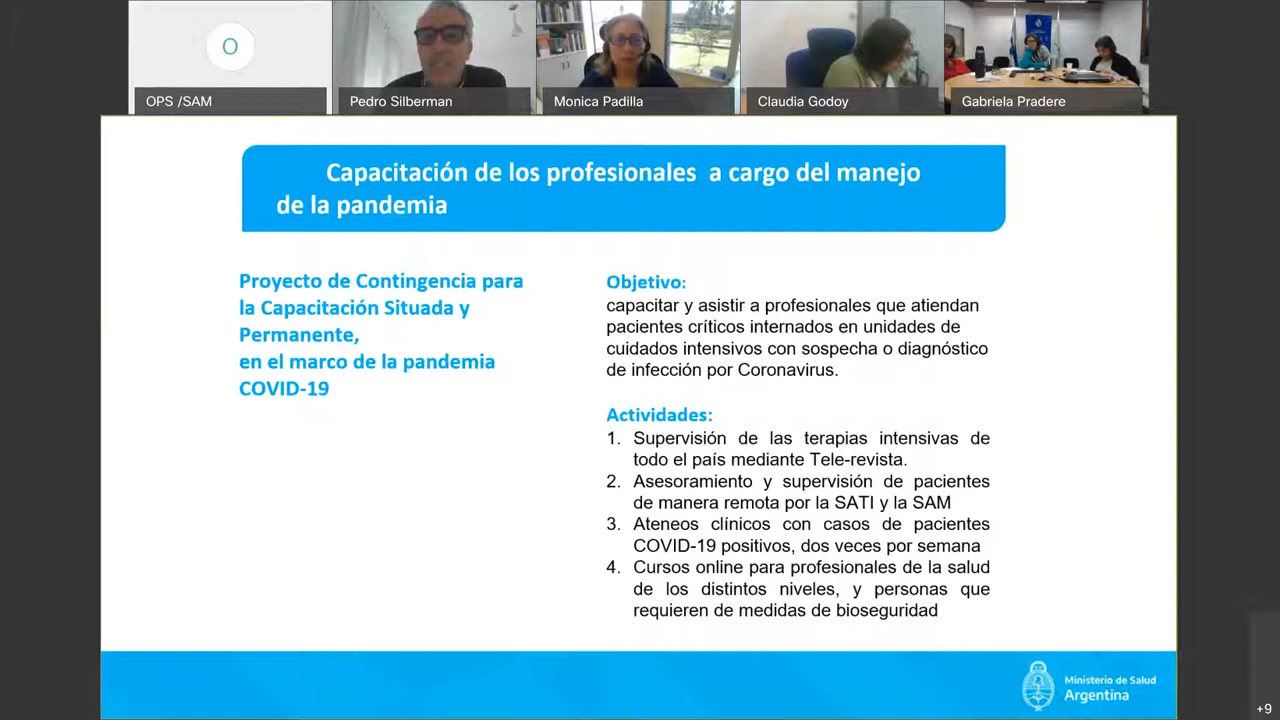 O
OPS /SAM
Pedro Silberman
Monica Padilla
Claudia Godoy
Gabriela Pradere
Capacitación de los profesionales a cargo del manejo
de la pandemia
Proyecto de Contingencia para
la Capacitación Situada y
Permanente,
en el marco de la pandemia
COVID-19
Objetivo:
capacitar y asistir a profesionales que atiendan
pacientes críticos internados en unidades de
cuidados intensivos con sospecha o diagnóstico
de infección por Coronavirus.
Actividades:
1. Supervisión de las terapias intensivas de
todo el país mediante Tele-revista.
2. Asesoramiento y supervisión de pacientes
de manera remota por la SATI y la SAM
3. Ateneos clínicos con casos de pacientes
COVID-19 positivos, dos veces por semana
4. Cursos online para profesionales de la salud
de los distintos niveles, y personas que
requieren de medidas de bioseguridad
Ministerio de Salud
Argentina
+9